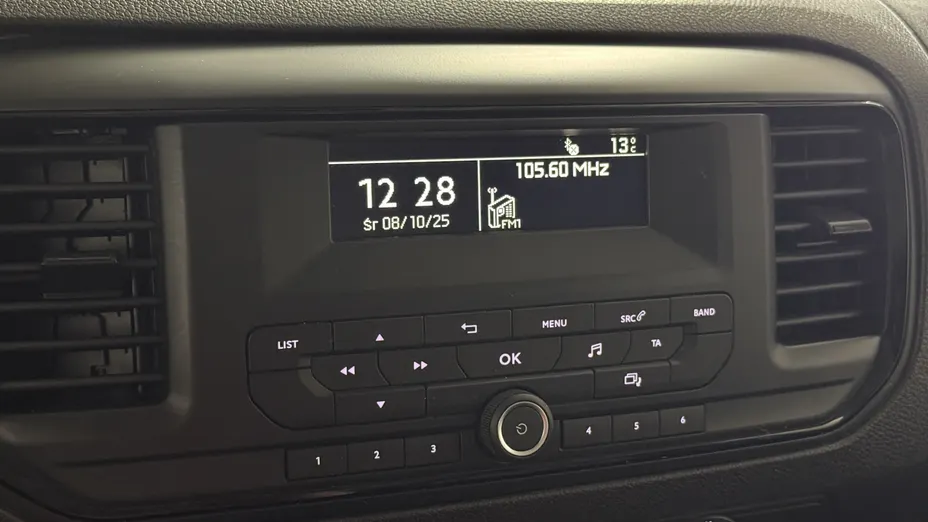 13°C
105.60 MHz
12 28
Śr 08/10/25
FM1
LIST
MENU
SRC
BAND
OK
TA
1
2
3
4
5
6